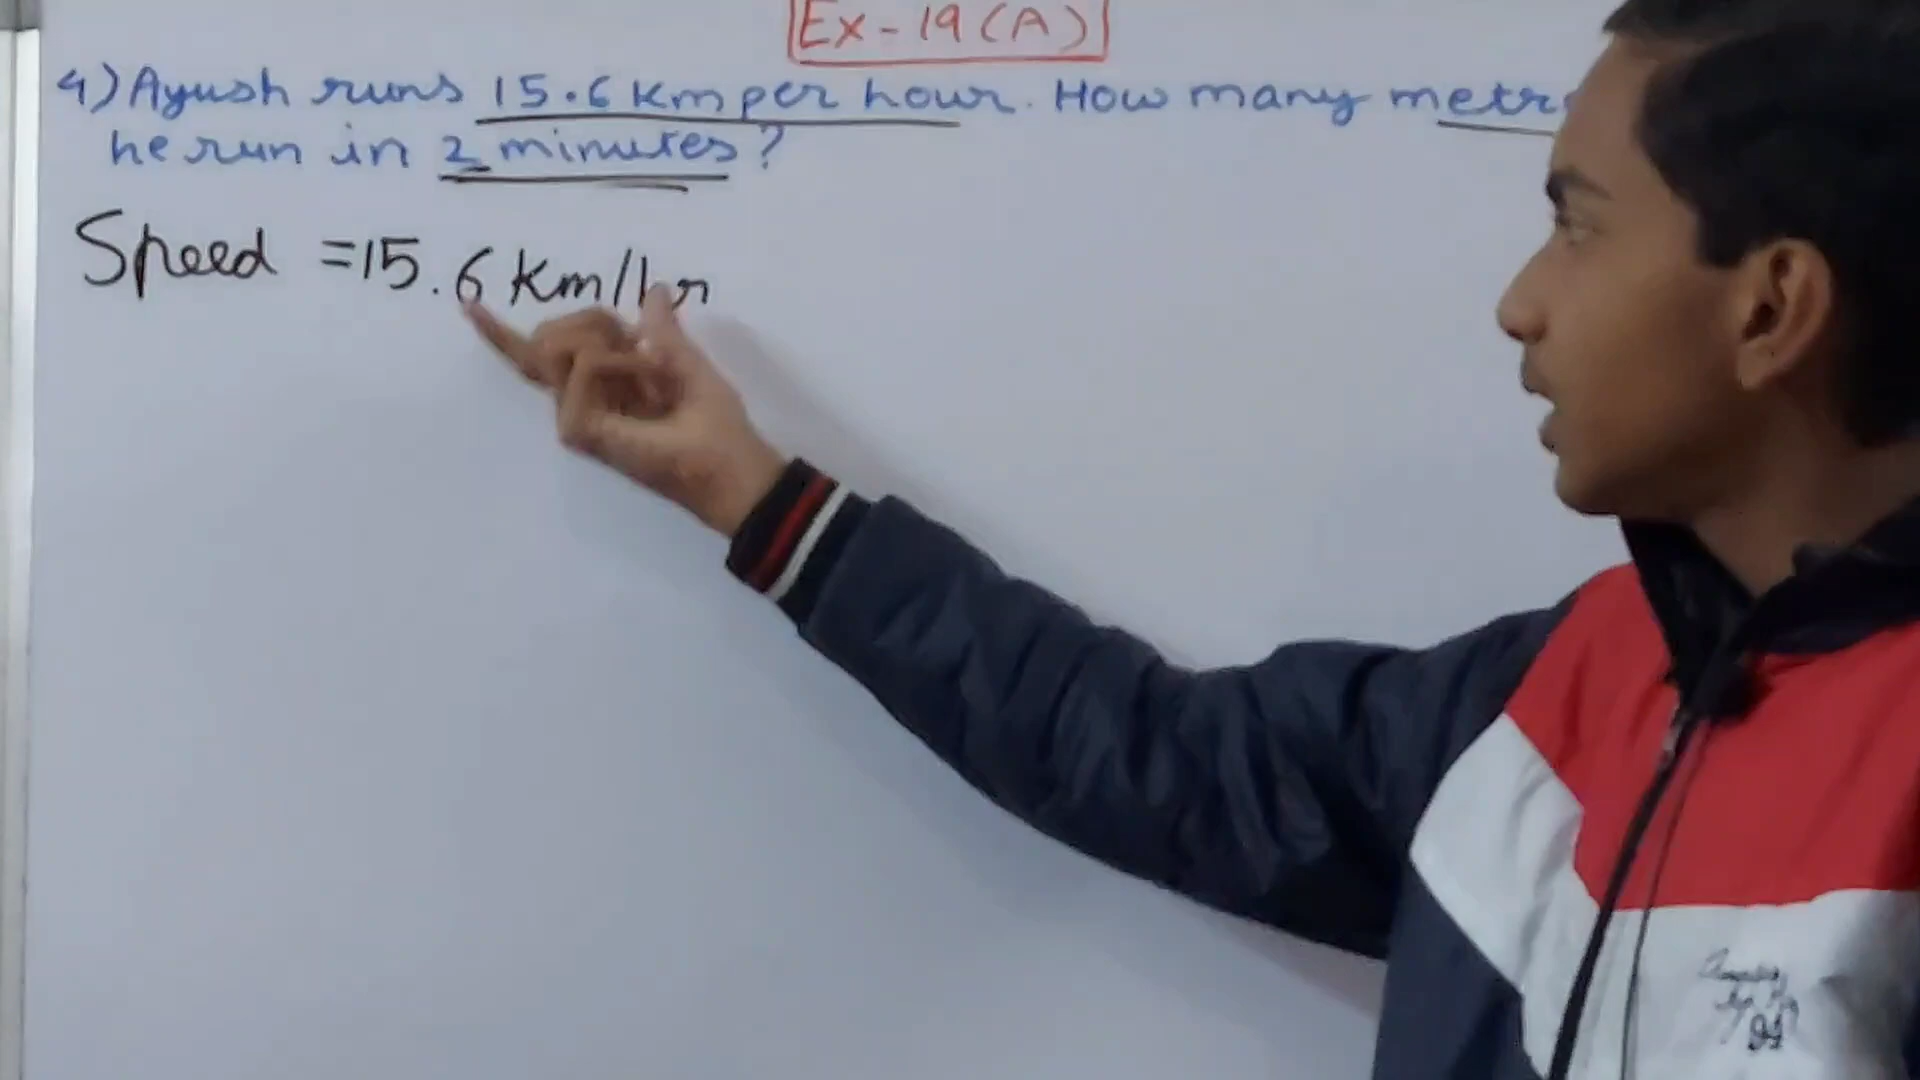 Ex-19(A)
4) Ayush runs 15.6 Km per hour. How many
he run in 2 minutes?
Speed = 15.6 Km/hr
94